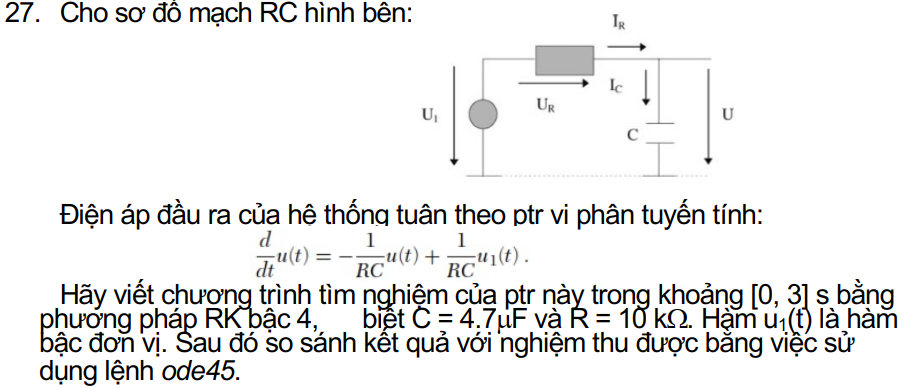 27. Cho sơ đồ mạch RC hình bên:
I_R
I_C
U_1
U_R
U
C
Điện áp đầu ra của hệ thống tuân theo ptr vi phân tuyến tính:
d/dt u(t) = − 1/RC u(t) + 1/RC u_1(t) .
Hãy viết chương trình tìm nghiệm của ptr này trong khoảng [0, 3] s bằng
phương pháp RK bậc 4, biệt C = 4.7μF và R = 10 kΩ. Hàm u_1(t) là hàm
bậc đơn vị. Sau đó so sánh kết quả với nghiệm thu được bằng việc sử
dụng lệnh ode45.